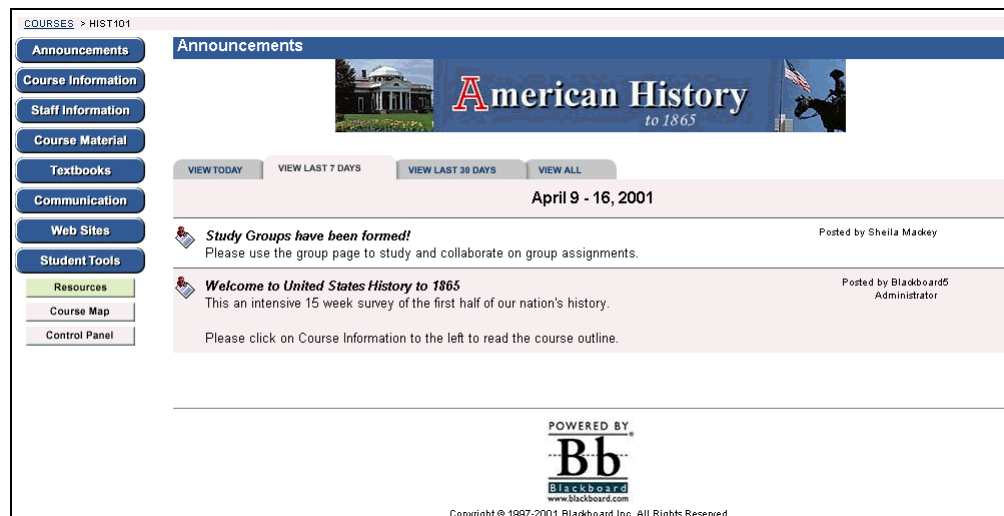 COURSES > HIST101
Announcements
Course Information
Staff Information
Course Material
Textbooks
Communication
Web Sites
Student Tools
Resources
Course Map
Control Panel
Announcements
American History
to 1865
VIEW TODAY
VIEW LAST 7 DAYS
VIEW LAST 30 DAYS
VIEW ALL
April 9 - 16, 2001
Study Groups have been formed!
Posted by Sheila Mackey
Please use the group page to study and collaborate on group assignments.
Welcome to United States History to 1865
Posted by Blackboard5
Administrator
This an intensive 15 week survey of the first half of our nation's history.
Please click on Course Information to the left to read the course outline.
POWERED BY
Bb
Blackboard
www.blackboard.com
Copyright © 1997-2001 Blackboard Inc. All Rights Reserved.